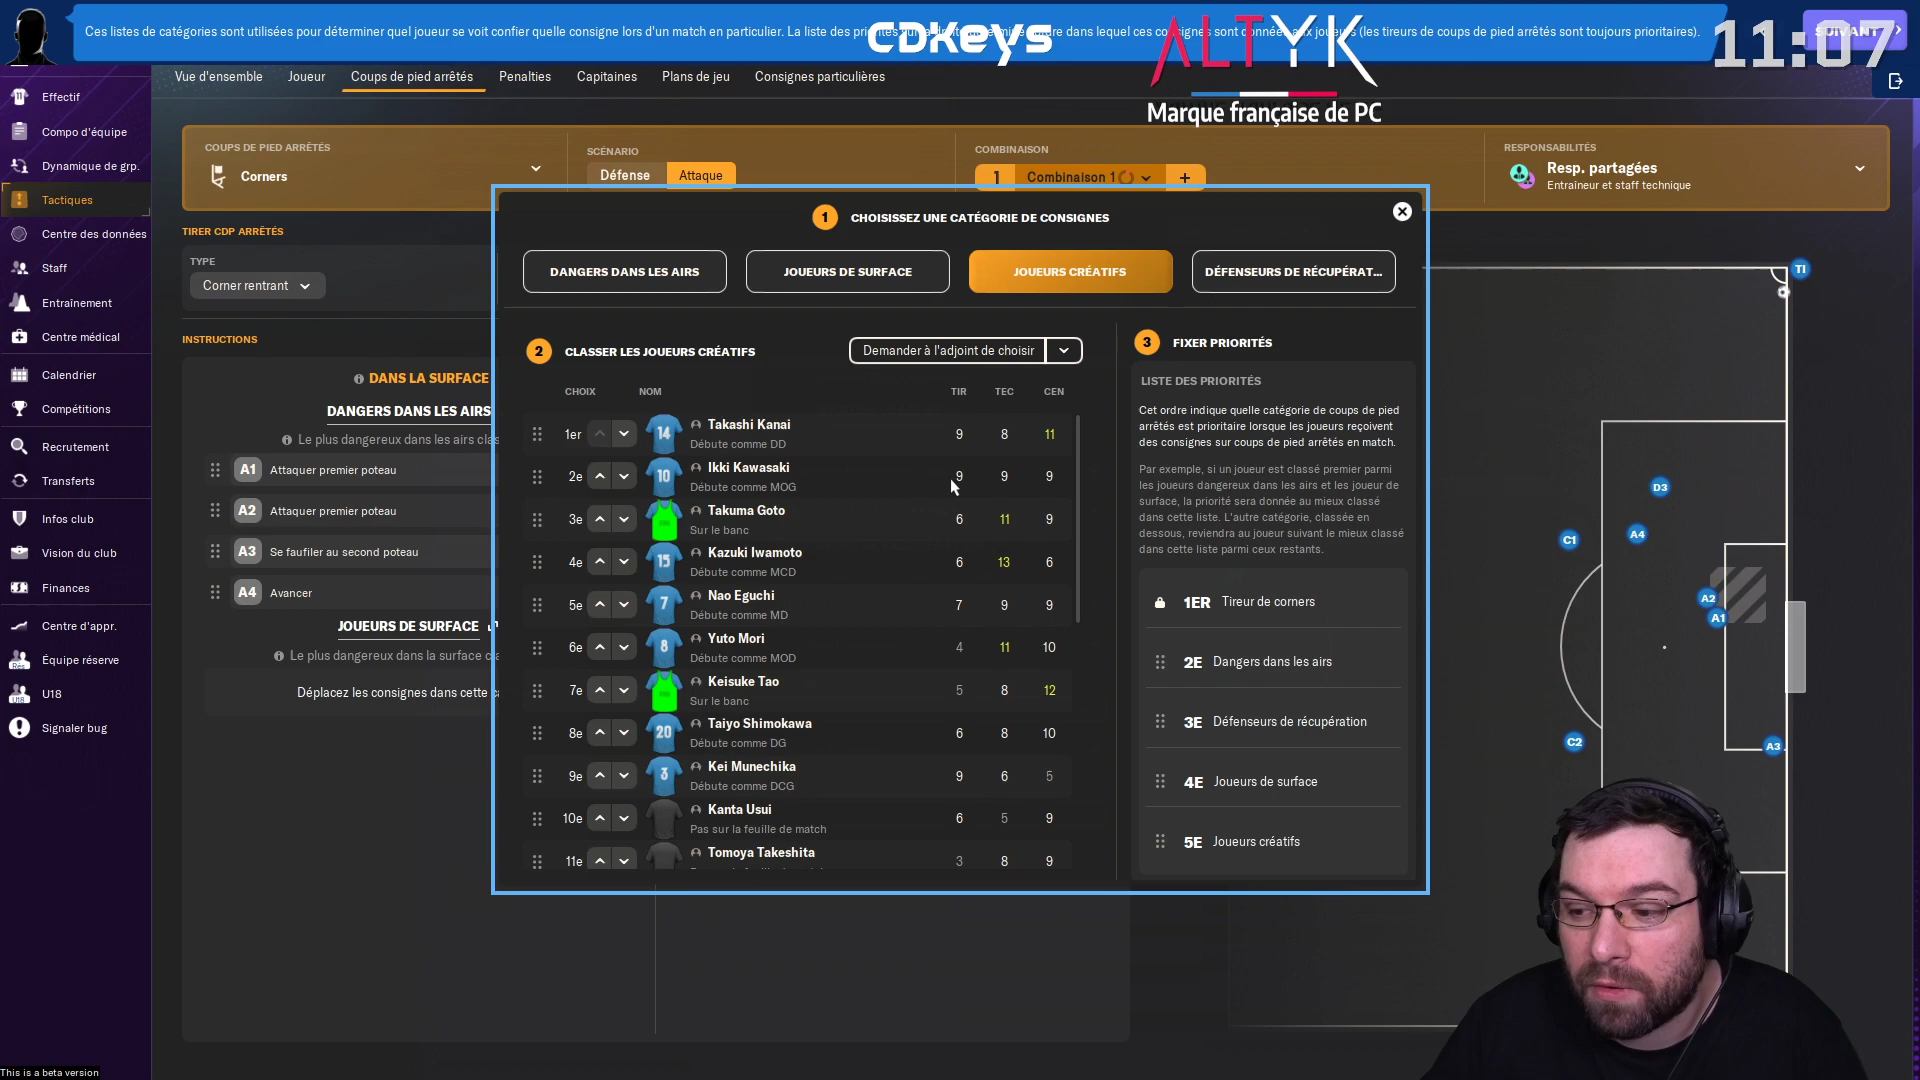 Ces listes de catégories sont utilisées pour déterminer quel joueur se voit confier quelle consigne lors d'un match en particulier. La liste des
(les tireurs de coups de pied arrêtés sont toujours prioritaires).
CDKeys
ALTYK
Marque française de PC
11:07
Vue d'ensemble
Joueur
Coups de pied arrêtés
Penalties
Capitaines
Plans de jeu
Consignes particulières
Effectif
Compo d'équipe
Dynamique de grp.
Tactiques
Centre des données
Staff
Entraînement
Centre médical
Calendrier
Compétitions
Recrutement
Transferts
Infos club
Vision du club
Finances
Centre d'appr.
Équipe réserve
U18
Signaler bug
This is a beta version
COUPS DE PIED ARRÊTÉS
Corners
SCÉNARIO
Défense
Attaque
COMBINAISON
1 Combinaison 1 +
RESPONSABILITÉS
Resp. partagées
Entraineur et staff technique
TIRER CDP ARRÊTÉS
TYPE
Corner rentrant
INSTRUCTIONS
DANS LA SURFACE
DANGERS DANS LES AIRS
Le plus dangereux dans les airs
A1 Attaquer premier poteau
A2 Attaquer premier poteau
A3 Se faufiler au second poteau
A4 Avancer
JOUEURS DE SURFACE
Le plus dangereux dans la surface
Déplacez les consignes dans cette
1 CHOISISSEZ UNE CATÉGORIE DE CONSIGNES
DANGERS DANS LES AIRS
JOUEURS DE SURFACE
JOUEURS CRÉATIFS
DÉFENSEURS DE RÉCUPÉRAT...
2 CLASSER LES JOUEURS CRÉATIFS
Demander à l'adjoint de choisir
CHOIX NOM TIR TEC CEN
1er 14 Takashi Kanai 9 8 11
Débute comme DD
2e 10 Ikki Kawasaki 9 9 9
Débute comme MOG
3e Takuma Goto 6 11 9
Sur le banc
4e 15 Kazuki Iwamoto 6 13 6
Débute comme MCD
5e 7 Nao Eguchi 7 9 9
Débute comme MD
6e 8 Yuto Mori 4 11 10
Débute comme MOD
7e Keisuke Tao 5 8 12
Sur le banc
8e 20 Taiyo Shimokawa 6 8 10
Débute comme DG
9e 3 Kei Munechika 9 6 5
Débute comme DCG
10e Kanta Usui 6 5 9
Pas sur la feuille de match
11e Tomoya Takeshita 3 8 9
3 FIXER PRIORITÉS
LISTE DES PRIORITÉS
Cet ordre indique quelle catégorie de coups de pied
arrêtés est prioritaire lorsque les joueurs reçoivent
des consignes sur coups de pied arrêtés en match.
Par exemple, si un joueur est classé premier parmi
les joueurs dangereux dans les airs et les joueur de
surface, la priorité sera donnée au mieux classé
dans cette liste. L'autre catégorie, classée en
dessous, reviendra au joueur suivant le mieux classé
dans cette liste parmi ceux restants.
1ER Tireur de corners
2E Dangers dans les airs
3E Défenseurs de récupération
4E Joueurs de surface
5E Joueurs créatifs
TI
D3
A4
C1
A2
A1
C2
A3